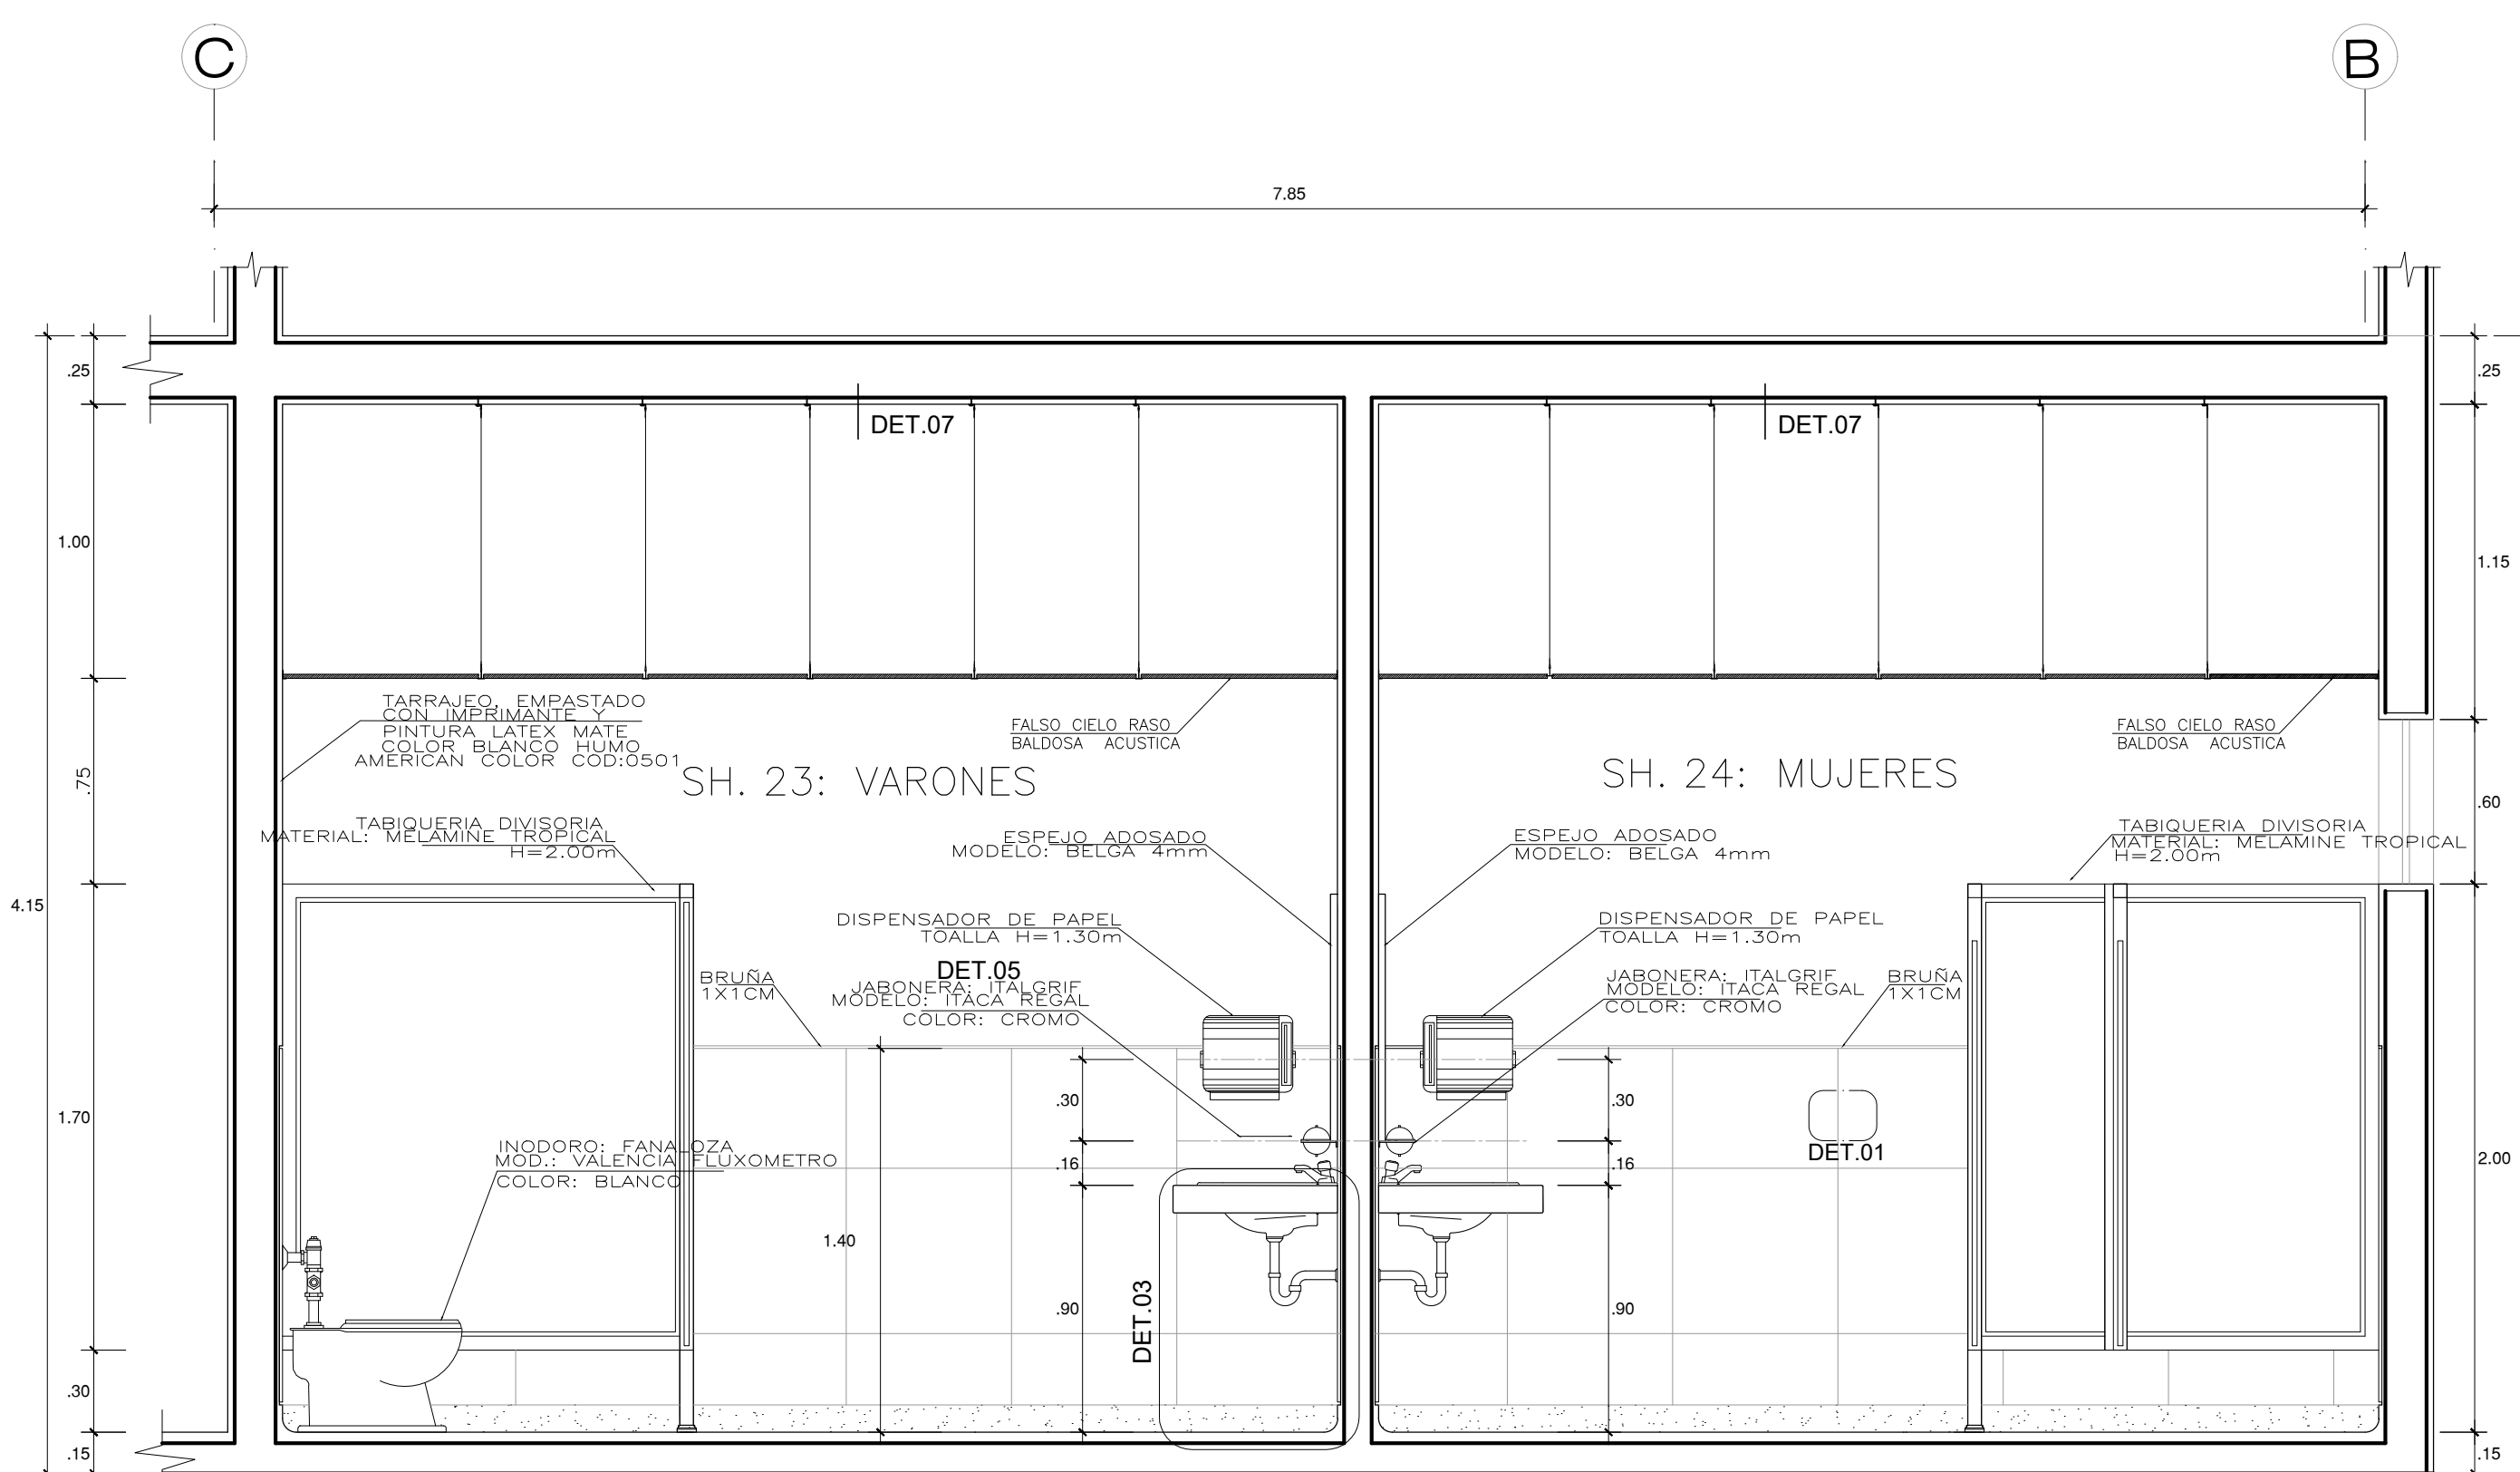 C
B
7.85
.25
.25
DET.07
DET.07
1.00
1.15
TARRAJEO, EMPASTADO
CON IMPRIMANTE Y
PINTURA LATEX MATE
COLOR BLANCO HUMO
AMERICAN COLOR COD:0501
FALSO CIELO RASO
BALDOSA ACUSTICA
FALSO CIELO RASO
BALDOSA ACUSTICA
SH. 23: VARONES
SH. 24: MUJERES
.75
.60
TABIQUERIA DIVISORIA
MATERIAL: MELAMINE TROPICAL
H=2.00m
ESPEJO ADOSADO
MODELO: BELGA 4mm
ESPEJO ADOSADO
MODELO: BELGA 4mm
TABIQUERIA DIVISORIA
MATERIAL: MELAMINE TROPICAL
H=2.00m
4.15
DISPENSADOR DE PAPEL
TOALLA H=1.30m
DISPENSADOR DE PAPEL
TOALLA H=1.30m
BRUÑA
1X1CM
DET.05
JABONERA: ITALGRIF
MODELO: ITACA REGAL
COLOR: CROMO
JABONERA: ITALGRIF
MODELO: ITACA REGAL
COLOR: CROMO
BRUÑA
1X1CM
1.70
.30
.30
INODORO: FANALOZA
MOD.: VALENCIA FLUXOMETRO
COLOR: BLANCO
DET.01
.16
.16
2.00
1.40
.90
DET.03
.90
.30
.15
.15